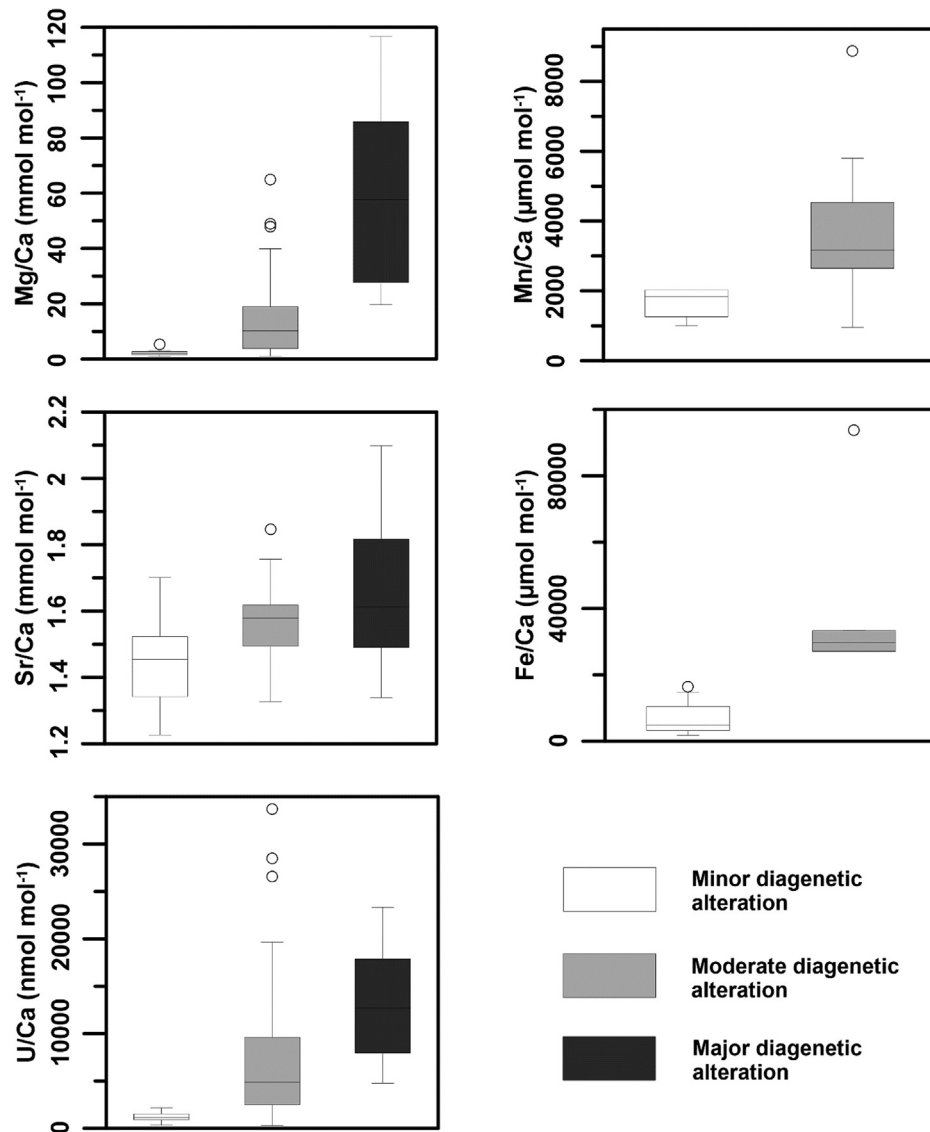 Mg/Ca (mmol mol⁻¹)
120
100
80
60
40
20
0
Mn/Ca (µmol mol⁻¹)
8000
6000
4000
2000
0
Sr/Ca (mmol mol⁻¹)
2.2
2
1.8
1.6
1.4
1.2
Fe/Ca (µmol mol⁻¹)
80000
40000
0
U/Ca (nmol mol⁻¹)
30000
20000
10000
0
Minor diagenetic
alteration
Moderate diagenetic
alteration
Major diagenetic
alteration